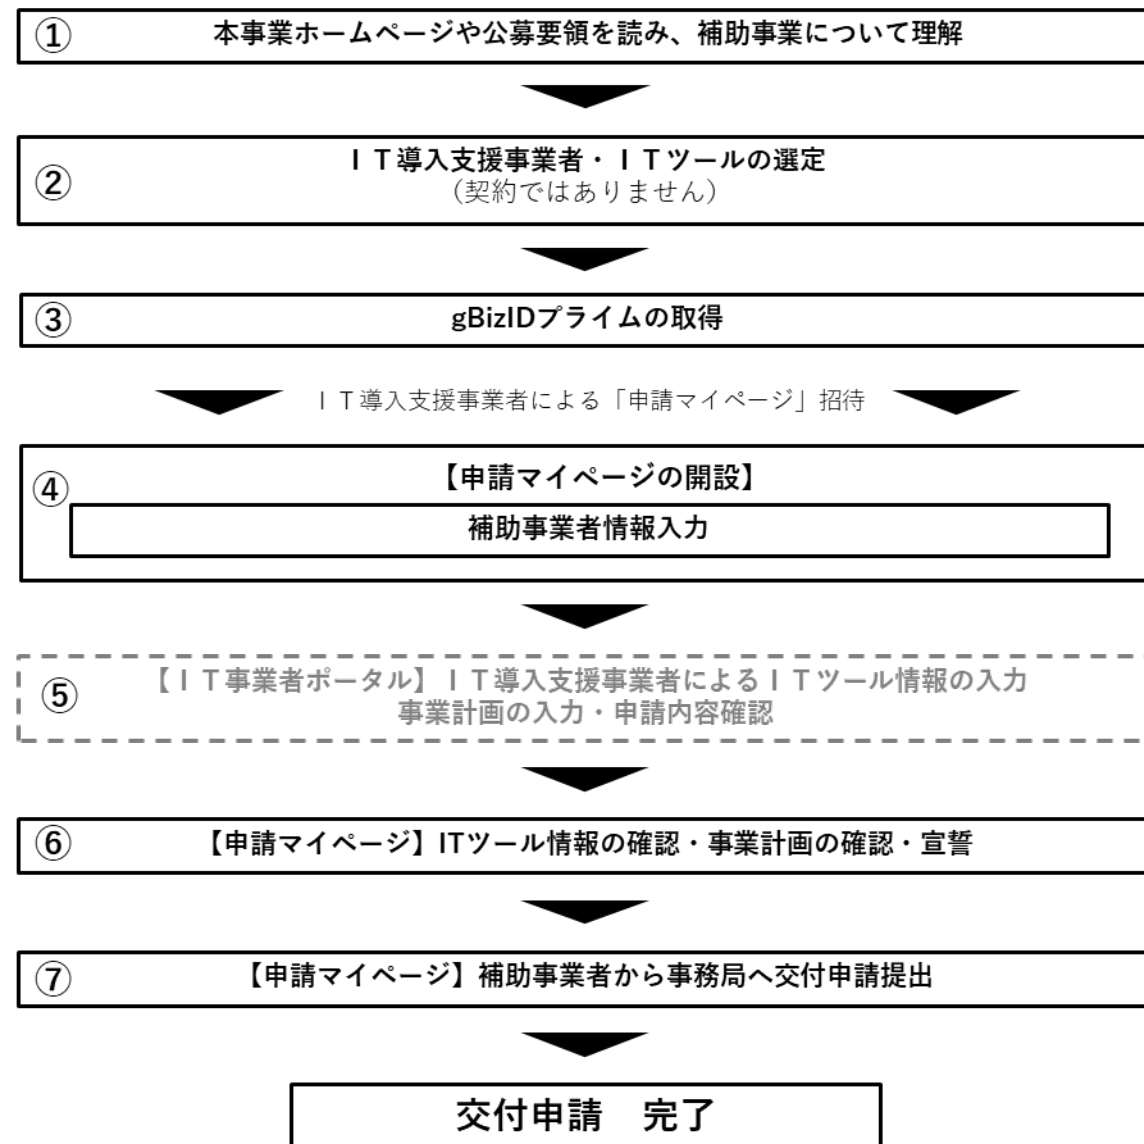 ① 本事業ホームページや公募要領を読み、補助事業について理解
② ＩＴ導入支援事業者・ＩＴツールの選定
（契約ではありません）
③ gBizIDプライムの取得
ＩＴ導入支援事業者による「申請マイページ」招待
④ 【申請マイページの開設】
補助事業者情報入力
⑤ 【ＩＴ事業者ポータル】ＩＴ導入支援事業者によるＩＴツール情報の入力
事業計画の入力・申請内容確認
⑥ 【申請マイページ】ITツール情報の確認・事業計画の確認・宣誓
⑦ 【申請マイページ】補助事業者から事務局へ交付申請提出
交付申請　完了